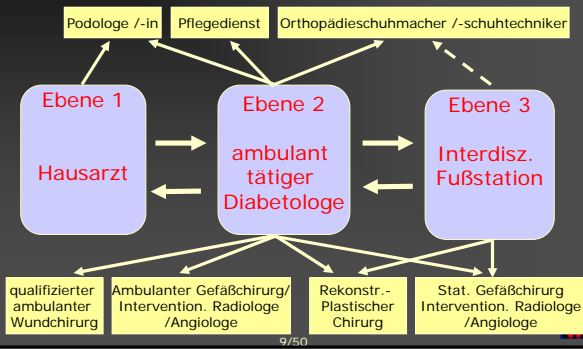 Podologe /-in
Pflegedienst
Orthopädieschuhmacher /-schuhtechniker
Ebene 1
Hausarzt
Ebene 2
ambulant
tätiger
Diabetologe
Ebene 3
Interdisz.
Fußstation
qualifizierter
ambulanter
Wundchirurg
Ambulanter Gefäßchirurg/
Intervention. Radiologe
/Angiologe
Rekonstr.-
Plastischer
Chirurg
Stat. Gefäßchirurg
Intervention. Radiologe
/Angiologe
9/50